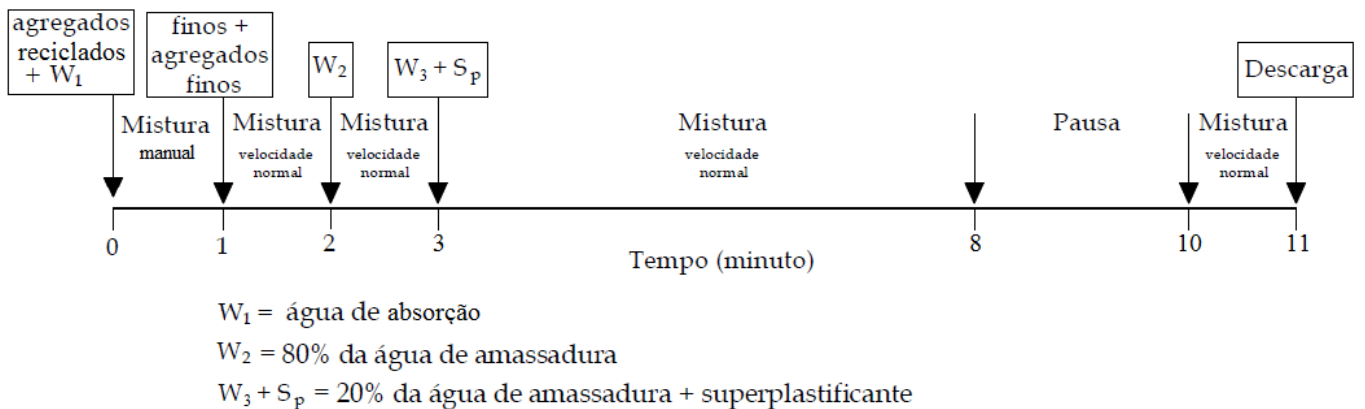 agregados
reciclados
+ W₁
finos +
agregados
finos
W₂
W₃ + Sₚ
Descarga
Mistura
manual
Mistura
velocidade
normal
Mistura
velocidade
normal
Mistura
velocidade
normal
Pausa
Mistura
velocidade
normal
0 1 2 3 8 10 11
Tempo (minuto)
W₁ = água de absorção
W₂ = 80% da água de amassadura
W₃ + Sₚ = 20% da água de amassadura + superplastificante